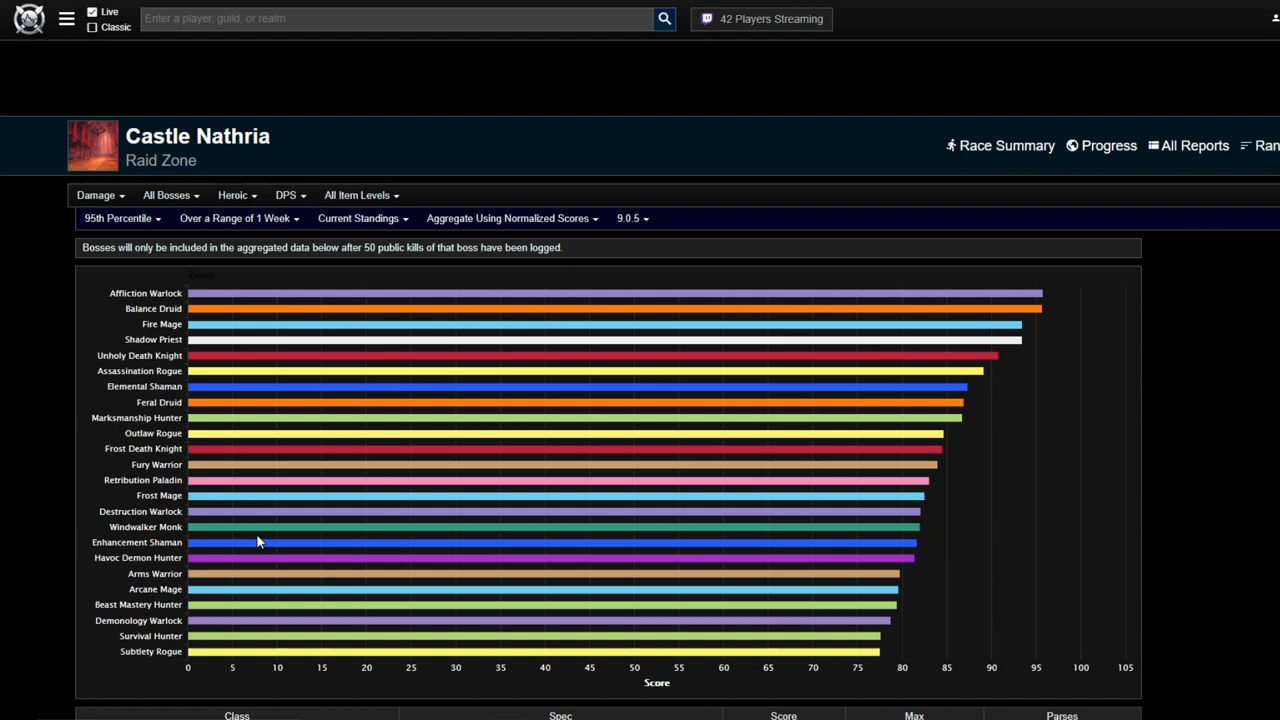 Live
Classic
Enter a player, guild, or realm
42 Players Streaming
Castle Nathria
Raid Zone
Race Summary Progress All Reports Ran
Damage All Bosses Heroic DPS All Item Levels
95th Percentile Over a Range of 1 Week Current Standings Aggregate Using Normalized Scores 9.0.5
Bosses will only be included in the aggregated data below after 50 public kills of that boss have been logged.
Zoom
Affliction Warlock
Balance Druid
Fire Mage
Shadow Priest
Unholy Death Knight
Assassination Rogue
Elemental Shaman
Feral Druid
Marksmanship Hunter
Outlaw Rogue
Frost Death Knight
Fury Warrior
Retribution Paladin
Frost Mage
Destruction Warlock
Windwalker Monk
Enhancement Shaman
Havoc Demon Hunter
Arms Warrior
Arcane Mage
Beast Mastery Hunter
Demonology Warlock
Survival Hunter
Subtlety Rogue
0 5 10 15 20 25 30 35 40 45 50 55 60 65 70 75 80 85 90 95 100 105
Score
Class Spec Score Max Parses